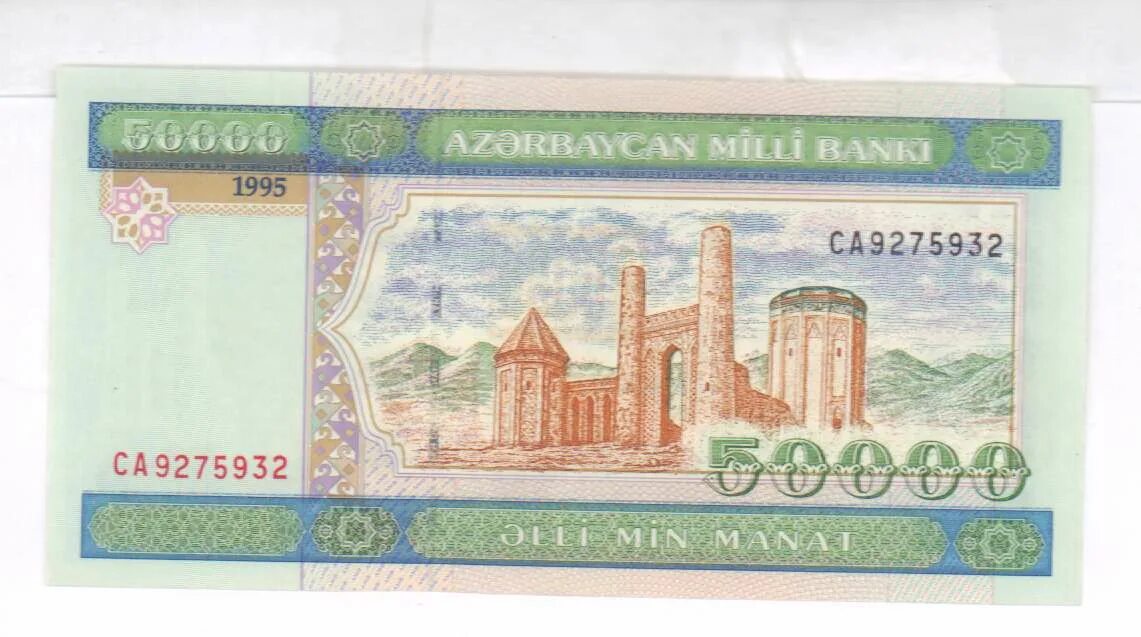 50000
AZƏRBAYCAN MİLLİ BANKI
1995
CA9275932
CA9275932
50000
ƏLLİ MİN MANAT